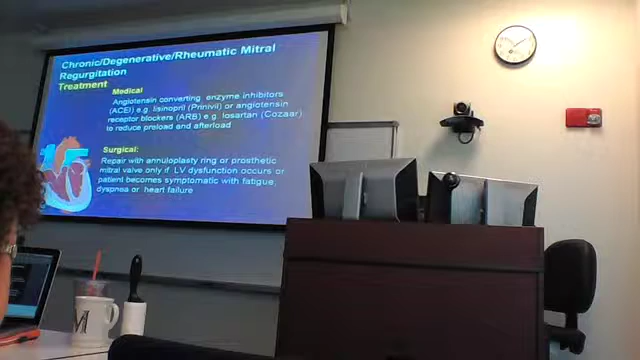 Chronic/Degenerative/Rheumatic Mitral
Regurgitation
Treatment
Medical
Angiotensin converting enzyme inhibitors
(ACEI) e.g. lisinopril (Prinivil) or angiotensin
receptor blockers (ARB) e.g. losartan (Cozaar)
to reduce preload and afterload
Surgical:
Repair with annuloplasty ring or prosthetic
mitral valve only if LV dysfunction occurs or
patient becomes symptomatic with fatigue,
dyspnea or heart failure
M